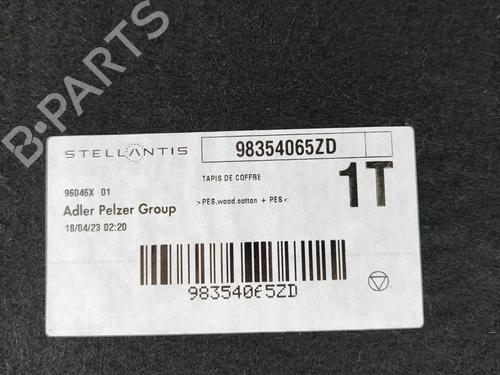 B-PARTS
STELLANTIS
98354065ZD
96046X 01
TAPIS DE COFFRE
1T
Adler Pelzer Group
>PES,wood,cotton + PES<
18/04/23 02:20
98354065ZD